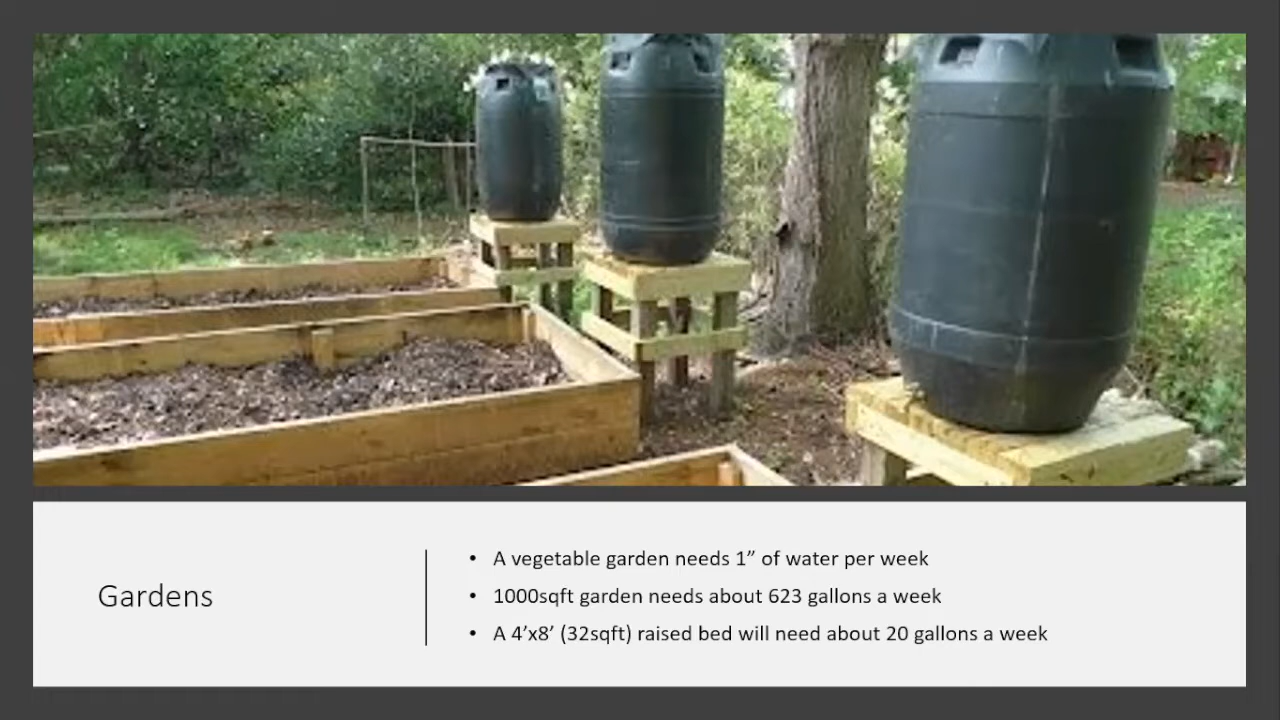 Gardens
• A vegetable garden needs 1” of water per week
• 1000sqft garden needs about 623 gallons a week
• A 4’x8’ (32sqft) raised bed will need about 20 gallons a week